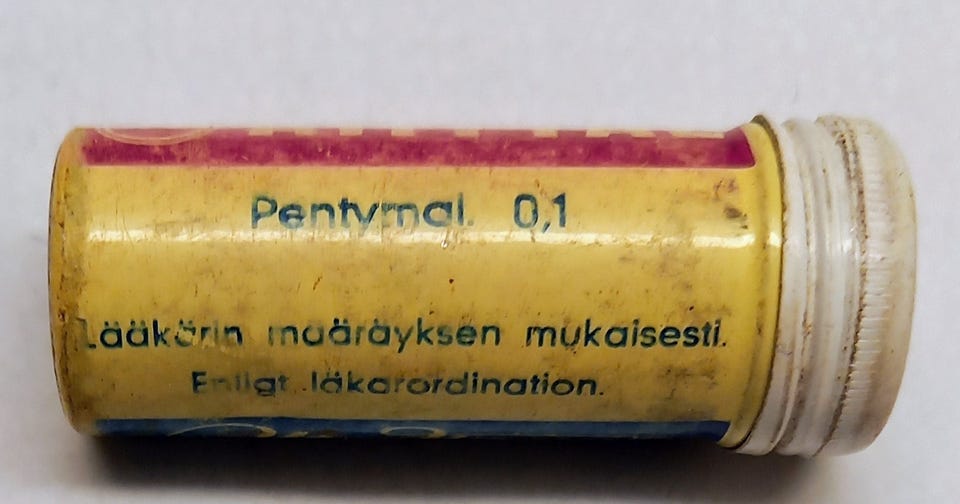 Pentymal. 0,1
Lääkärin määräyksen mukaisesti.
Enligt läkarordination.